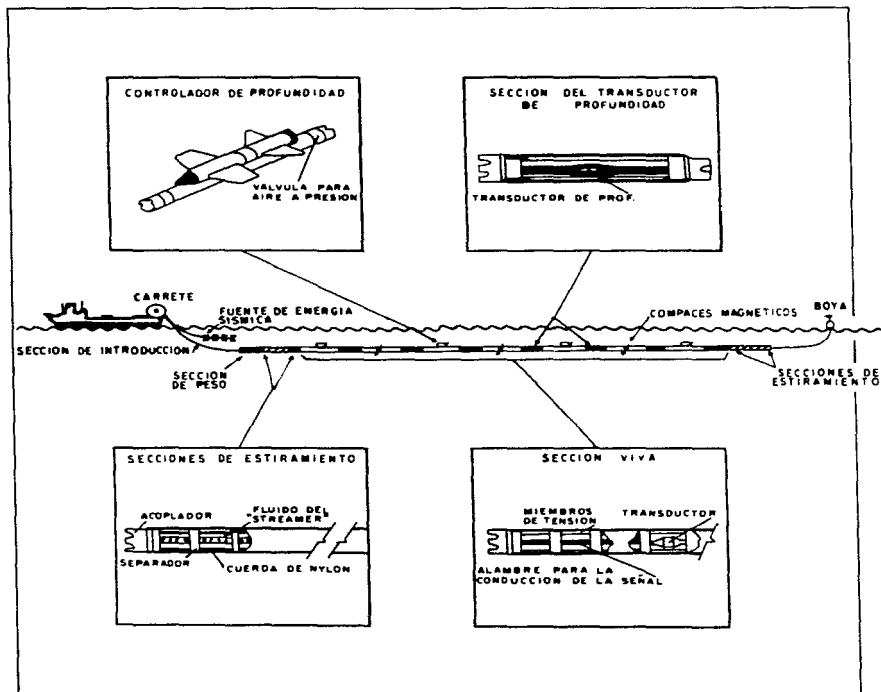 CONTROLADOR DE PROFUNDIDAD
VALVULA PARA
AIRE A PRESION
SECCION DEL TRANSDUCTOR
DE PROFUNDIDAD
TRANSDUCTOR DE PROF.
CARRETE
FUENTE DE ENERGIA
SISMICA
COMPACES MAGNETICOS
BOYA
SECCION DE INTRODUCCION
SECCION
DE PESO
SECCIONES DE
ESTIRAMIENTO
SECCIONES DE ESTIRAMIENTO
ACOPLADOR
"FLUIDO DEL
STREAMER"
SEPARADOR
CUERDA DE NYLON
SECCION VIVA
MIEMBROS
DE TENSION
TRANSDUCTOR
ALAMBRE PARA LA
CONDUCCION DE LA SEÑAL